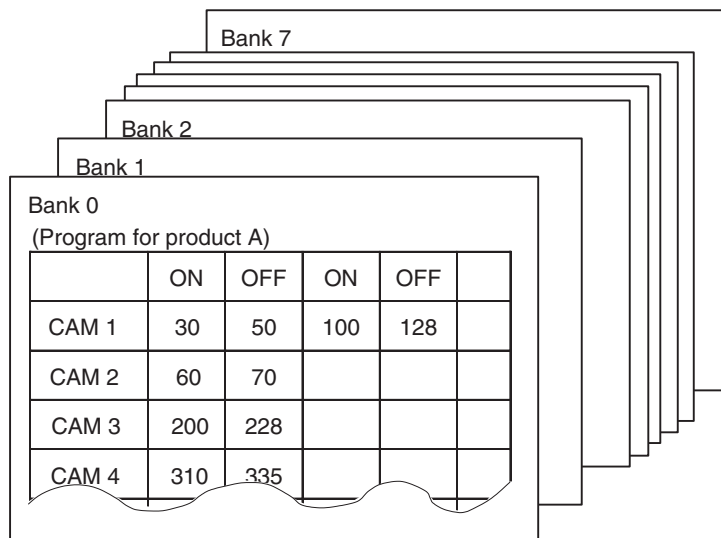 Bank 7
Bank 2
Bank 1
Bank 0
(Program for product A)
ON OFF ON OFF
CAM 1 30 50 100 128
CAM 2 60 70
CAM 3 200 228
CAM 4 310 335